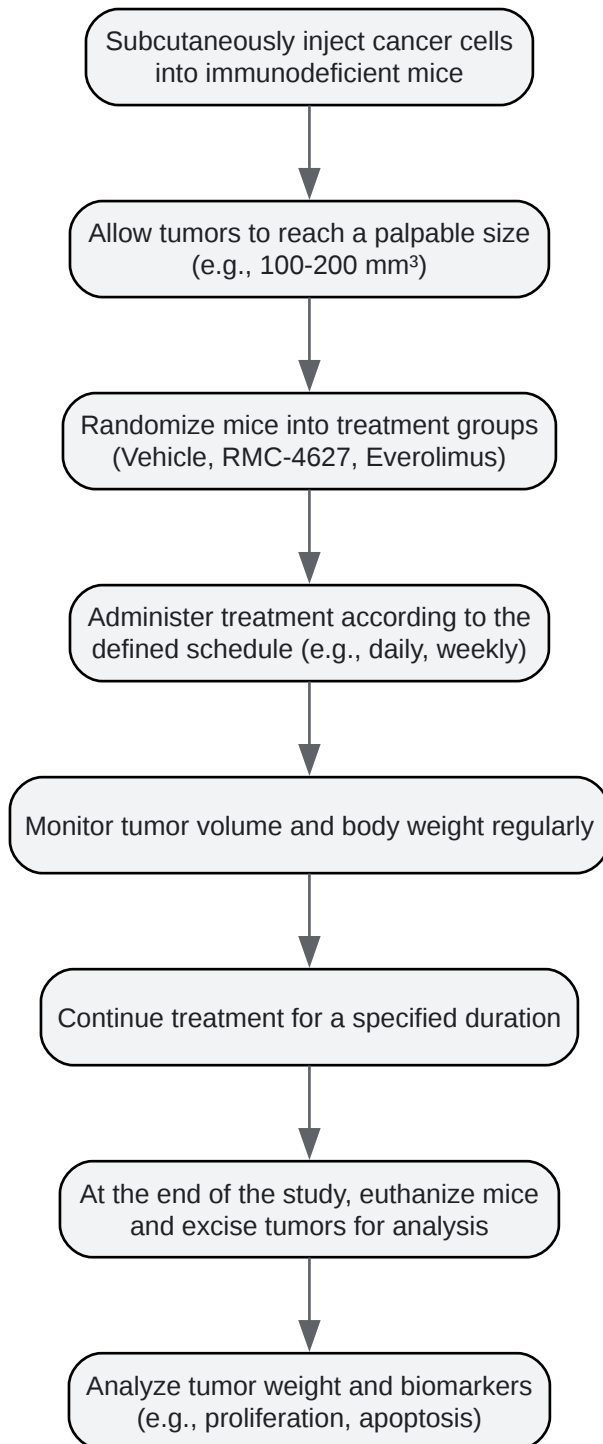 Subcutaneously inject cancer cells
into immunodeficient mice
Allow tumors to reach a palpable size
(e.g., 100-200 mm³)
Randomize mice into treatment groups
(Vehicle, RMC-4627, Everolimus)
Administer treatment according to the
defined schedule (e.g., daily, weekly)
Monitor tumor volume and body weight regularly
Continue treatment for a specified duration
At the end of the study, euthanize mice
and excise tumors for analysis
Analyze tumor weight and biomarkers
(e.g., proliferation, apoptosis)